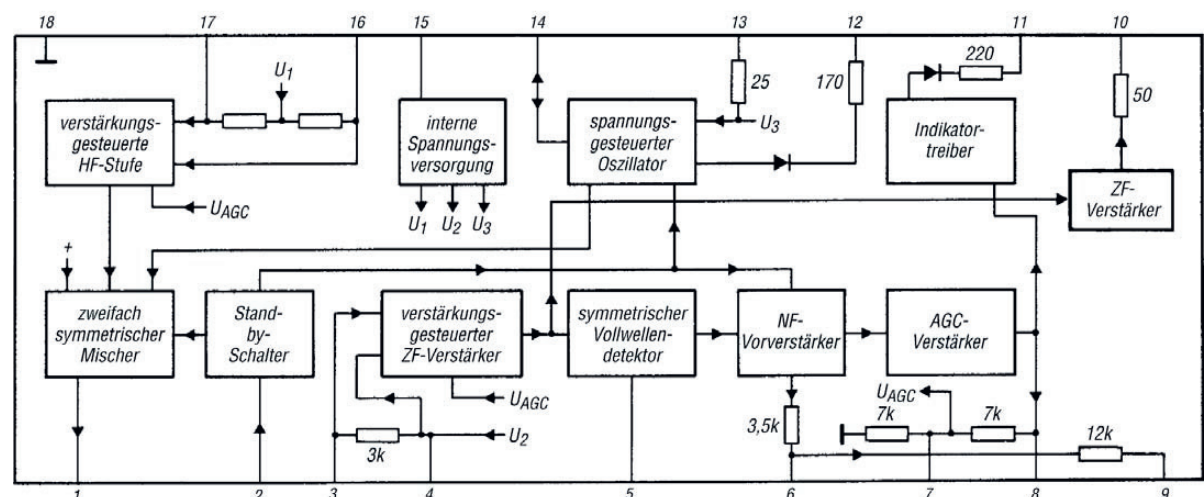 18
17
16
15
14
13
12
11
10
U1
25
170
220
50
verstärkungs-
gesteuerte
HF-Stufe
interne
Spannungs-
versorgung
spannungs-
gesteuerter
Oszillator
U3
Indikator-
treiber
ZF-
Verstärker
UAGC
U1 U2 U3
+
zweifach
symmetrischer
Mischer
Stand-
by-
Schalter
verstärkungs-
gesteuerter
ZF-Verstärker
symmetrischer
Vollwellen-
detektor
NF-
Vorverstärker
AGC-
Verstärker
UAGC
U2
3k
3,5k
UAGC
7k
7k
12k
1
2
3
4
5
6
7
8
9